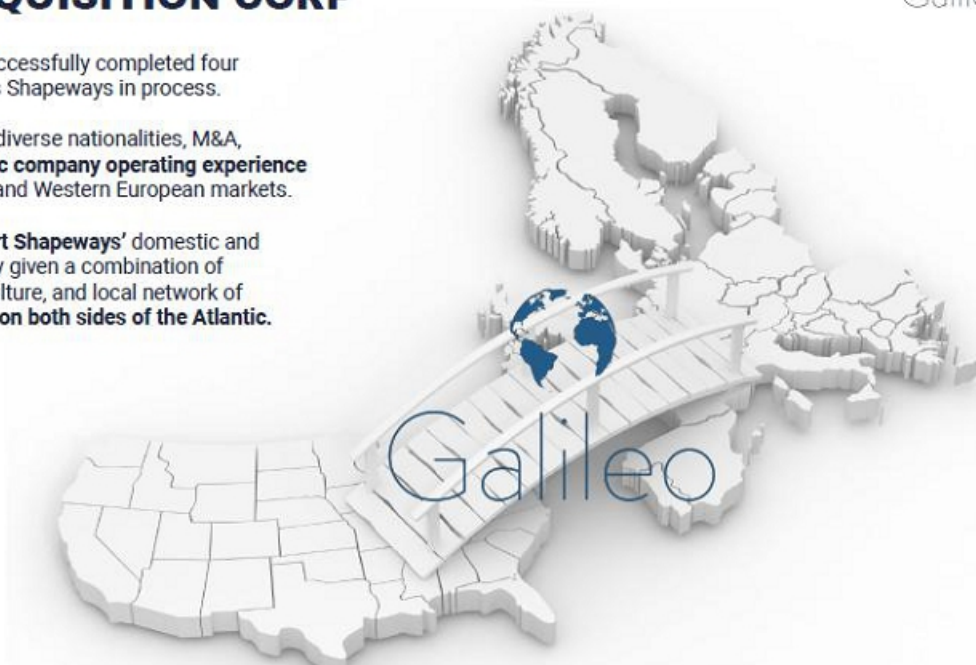 QUISITION CORP
ccessfully completed four
s Shapeways in process.
diverse nationalities, M&A,
c company operating experience
and Western European markets.
rt Shapeways’ domestic and
y given a combination of
lture, and local network of
on both sides of the Atlantic.
Galileo